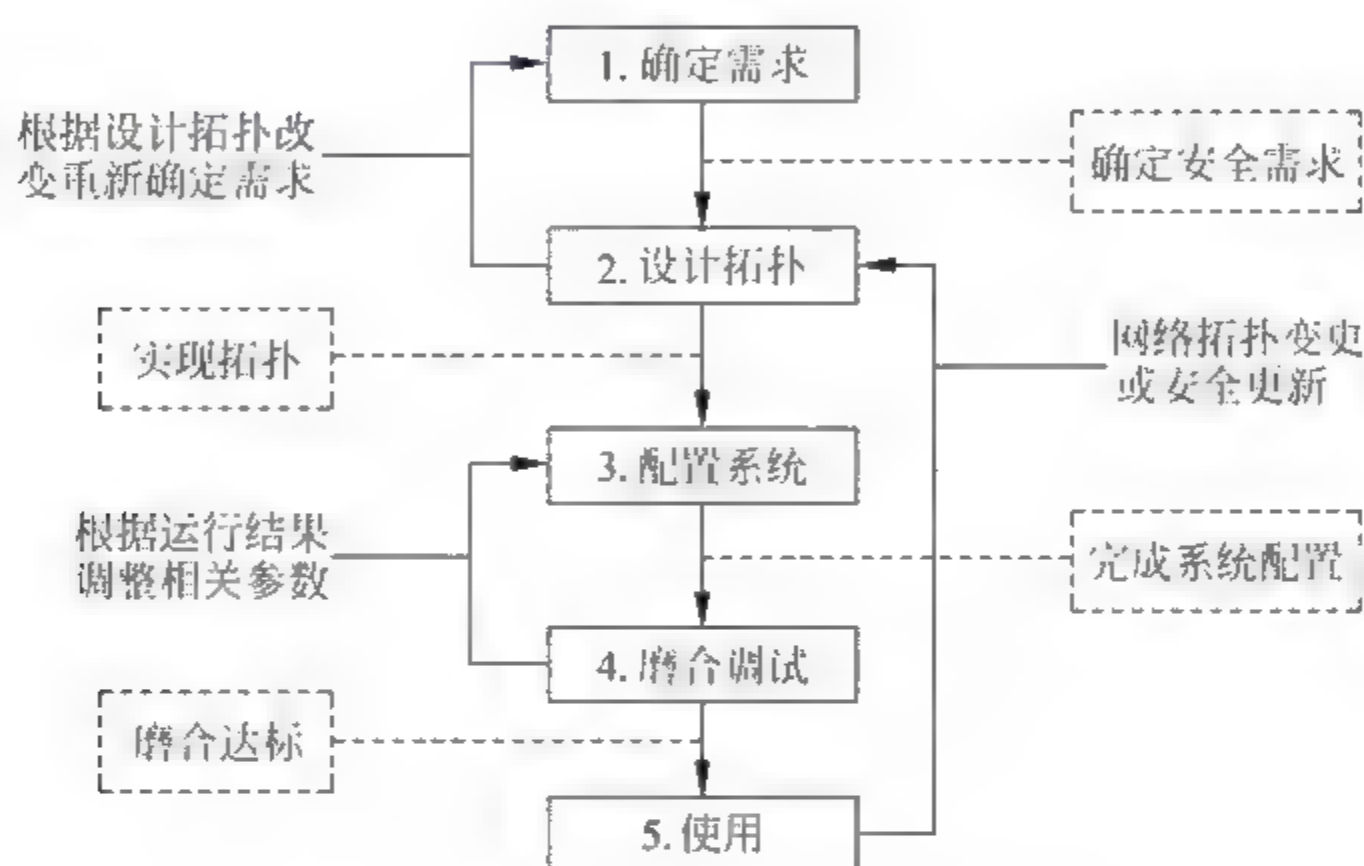 1. 确定需求
根据设计拓扑改
变重新确定需求
确定安全需求
2. 设计拓扑
实现拓扑
网络拓扑变更
或安全更新
3. 配置系统
根据运行结果
调整相关参数
完成系统配置
4. 磨合调试
磨合达标
5. 使用